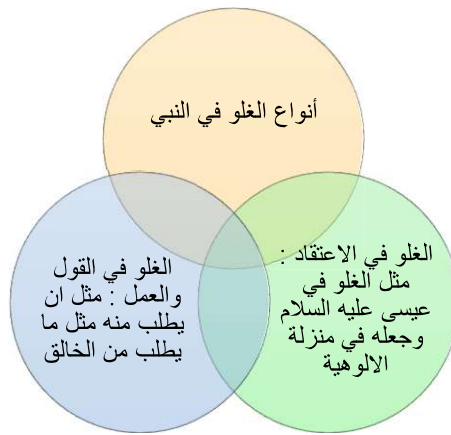 أنواع الغلو في النبي
الغلو في الاعتقاد :
مثل الغلو في
عيسى عليه السلام
وجعله في منزلة
الالوهية
الغلو في القول
والعمل : مثل ان
يطلب منه مثل ما
يطلب من الخالق